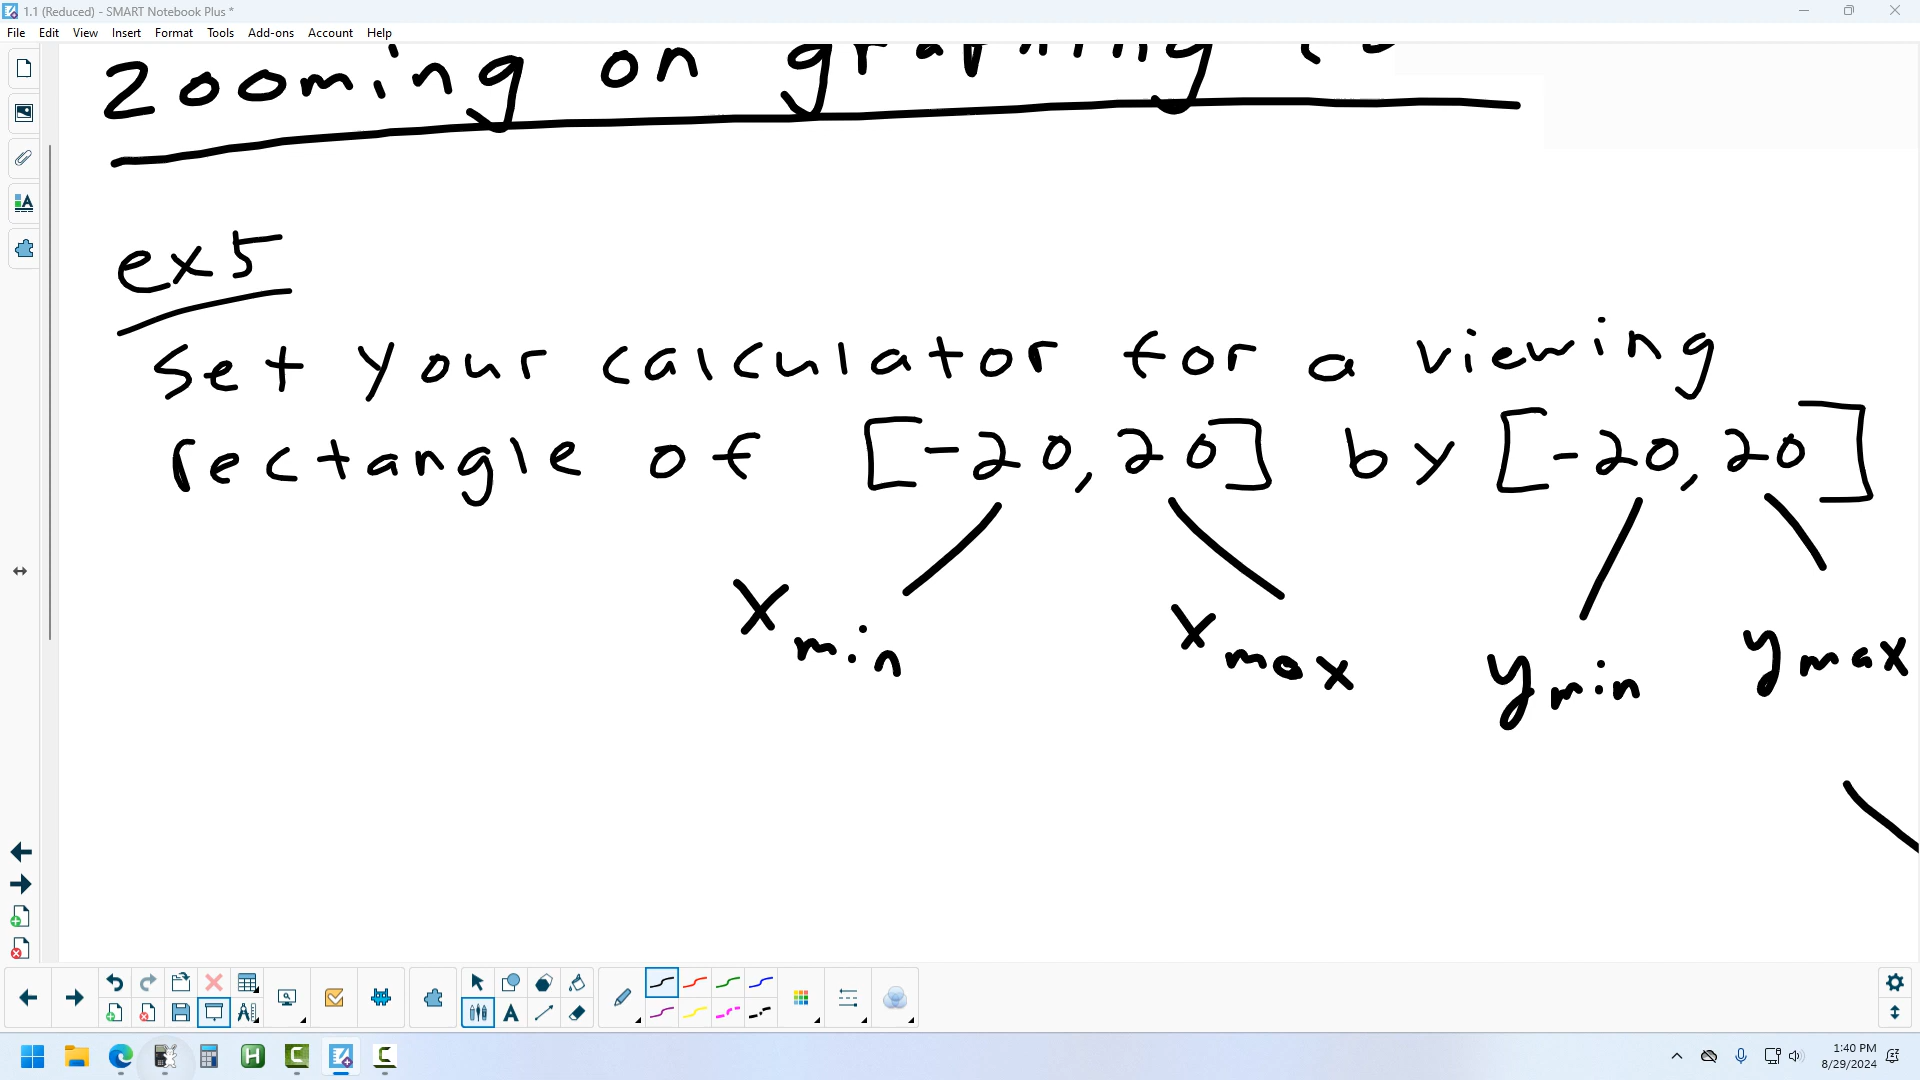 1.1 (Reduced) - SMART Notebook Plus *
File Edit View Insert Format Tools Add-ons Account Help
Zooming on graphing
ex5
Set your calculator for a viewing
rectangle of [-20, 20] by [-20, 20]
xmin xmax ymin ymax
1:40 PM
8/29/2024